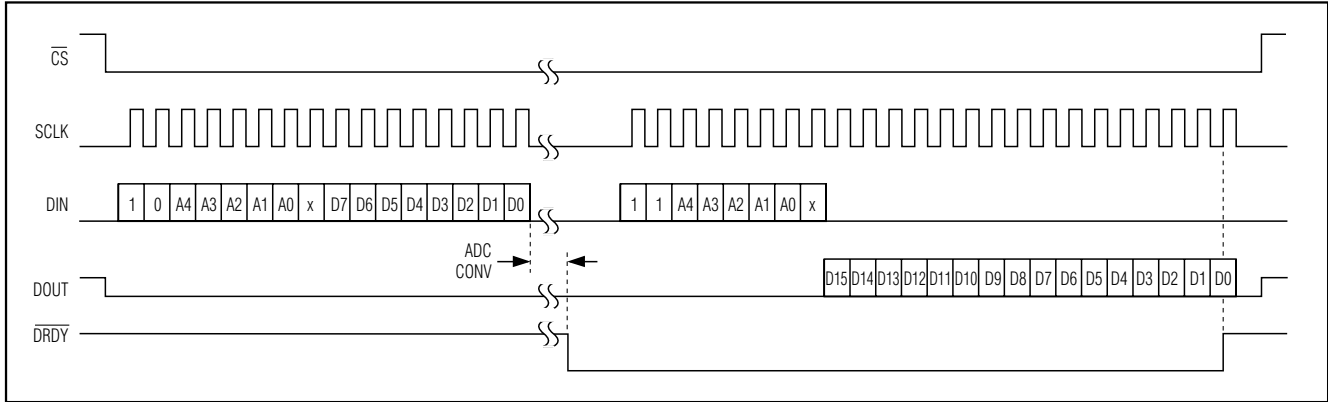 CS
SCLK
DIN
1 0 A4 A3 A2 A1 A0 x D7 D6 D5 D4 D3 D2 D1 D0
1 1 A4 A3 A2 A1 A0 x
ADC
CONV
DOUT
D15 D14 D13 D12 D11 D10 D9 D8 D7 D6 D5 D4 D3 D2 D1 D0
DRDY